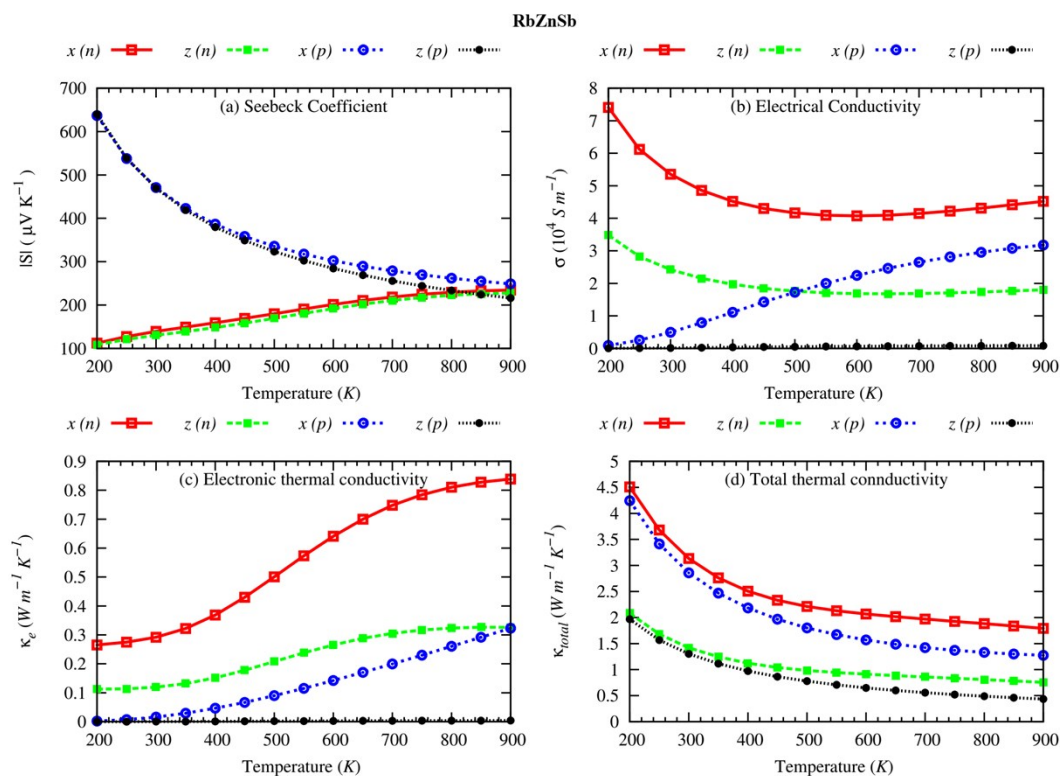 RbZnSb
x (n) z (n) x (p) z (p)
(a) Seebeck Coefficient
700
600
500
400
300
200
100
|S| ( μV K⁻¹)
200 300 400 500 600 700 800 900
Temperature (K)
x (n) z (n) x (p) z (p)
(b) Electrical Conductivity
8
7
6
5
4
3
2
1
0
σ (10⁴ S m⁻¹)
200 300 400 500 600 700 800 900
Temperature (K)
x (n) z (n) x (p) z (p)
(c) Electronic thermal conductivity
0.9
0.8
0.7
0.6
0.5
0.4
0.3
0.2
0.1
0
κe (W m⁻¹ K⁻¹)
200 300 400 500 600 700 800 900
Temperature (K)
x (n) z (n) x (p) z (p)
(d) Total thermal connductivity
5
4.5
4
3.5
3
2.5
2
1.5
1
0.5
0
κtotal (W m⁻¹ K⁻¹)
200 300 400 500 600 700 800 900
Temperature (K)